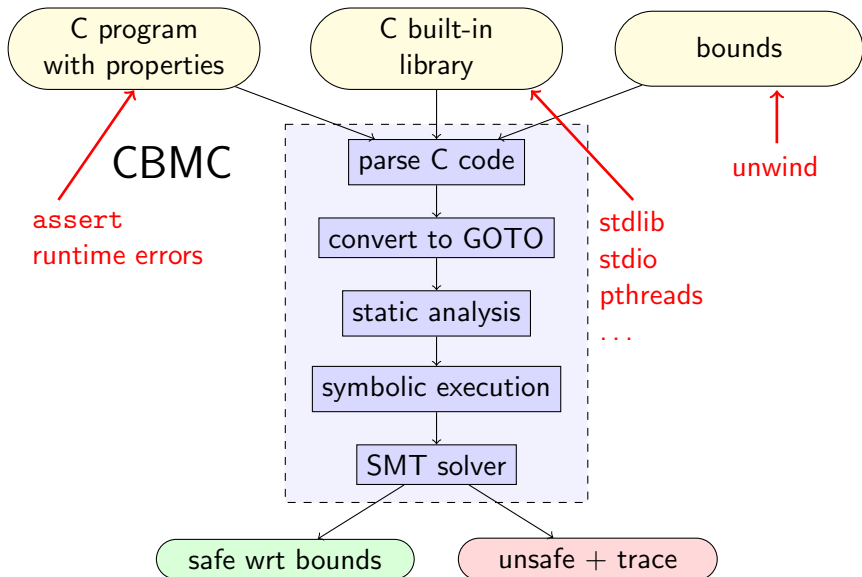 C program
with properties
C built-in
library
bounds
CBMC
parse C code
unwind
assert
runtime errors
convert to GOTO
stdlib
stdio
pthreads
...
static analysis
symbolic execution
SMT solver
safe wrt bounds
unsafe + trace